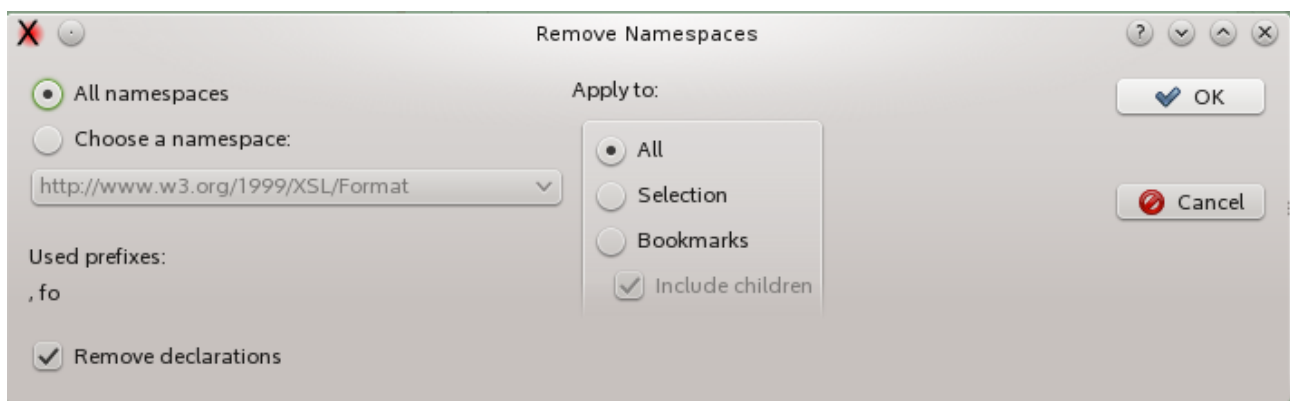 Remove Namespaces
All namespaces
Choose a namespace:
http://www.w3.org/1999/XSL/Format
Used prefixes:
, fo
Remove declarations
Apply to:
All
Selection
Bookmarks
Include children
OK
Cancel